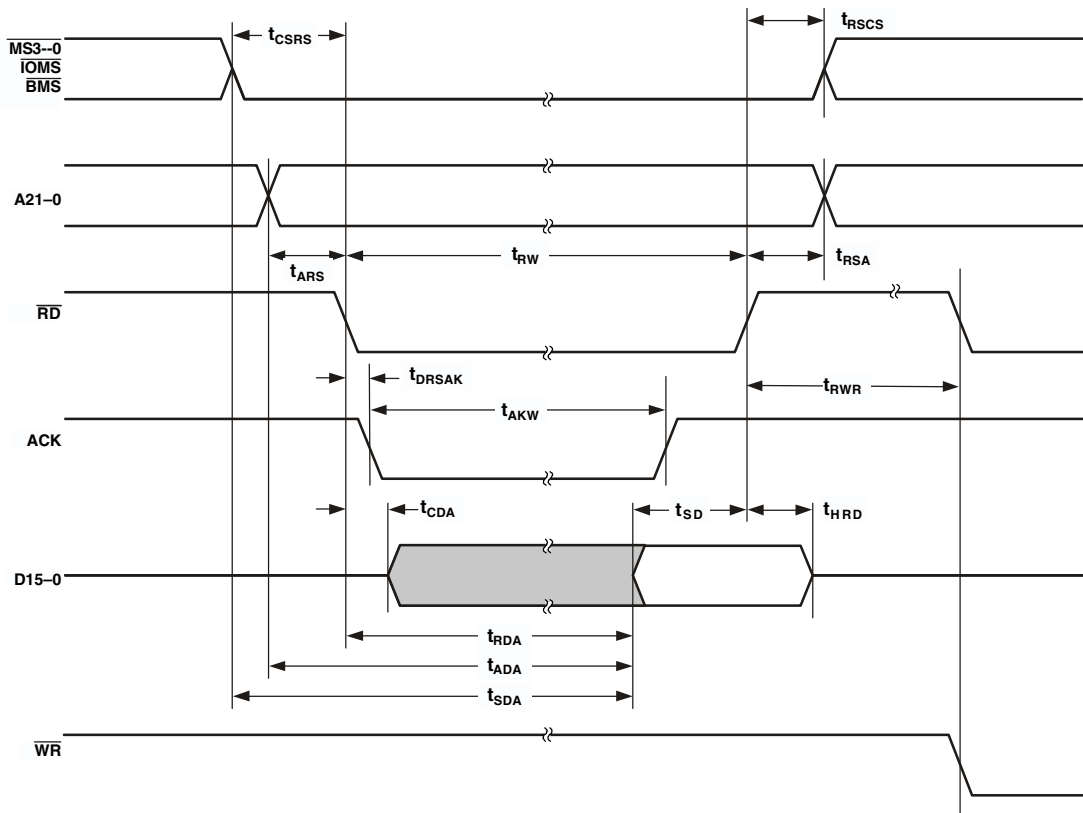 tCSRS
tRSCS
MS3--0
IOMS
BMS
A21–0
tARS
tRW
tRSA
RD
tDRSAK
tRWR
tAKW
ACK
tCDA
tSD
tHRD
D15–0
tRDA
tADA
tSDA
WR